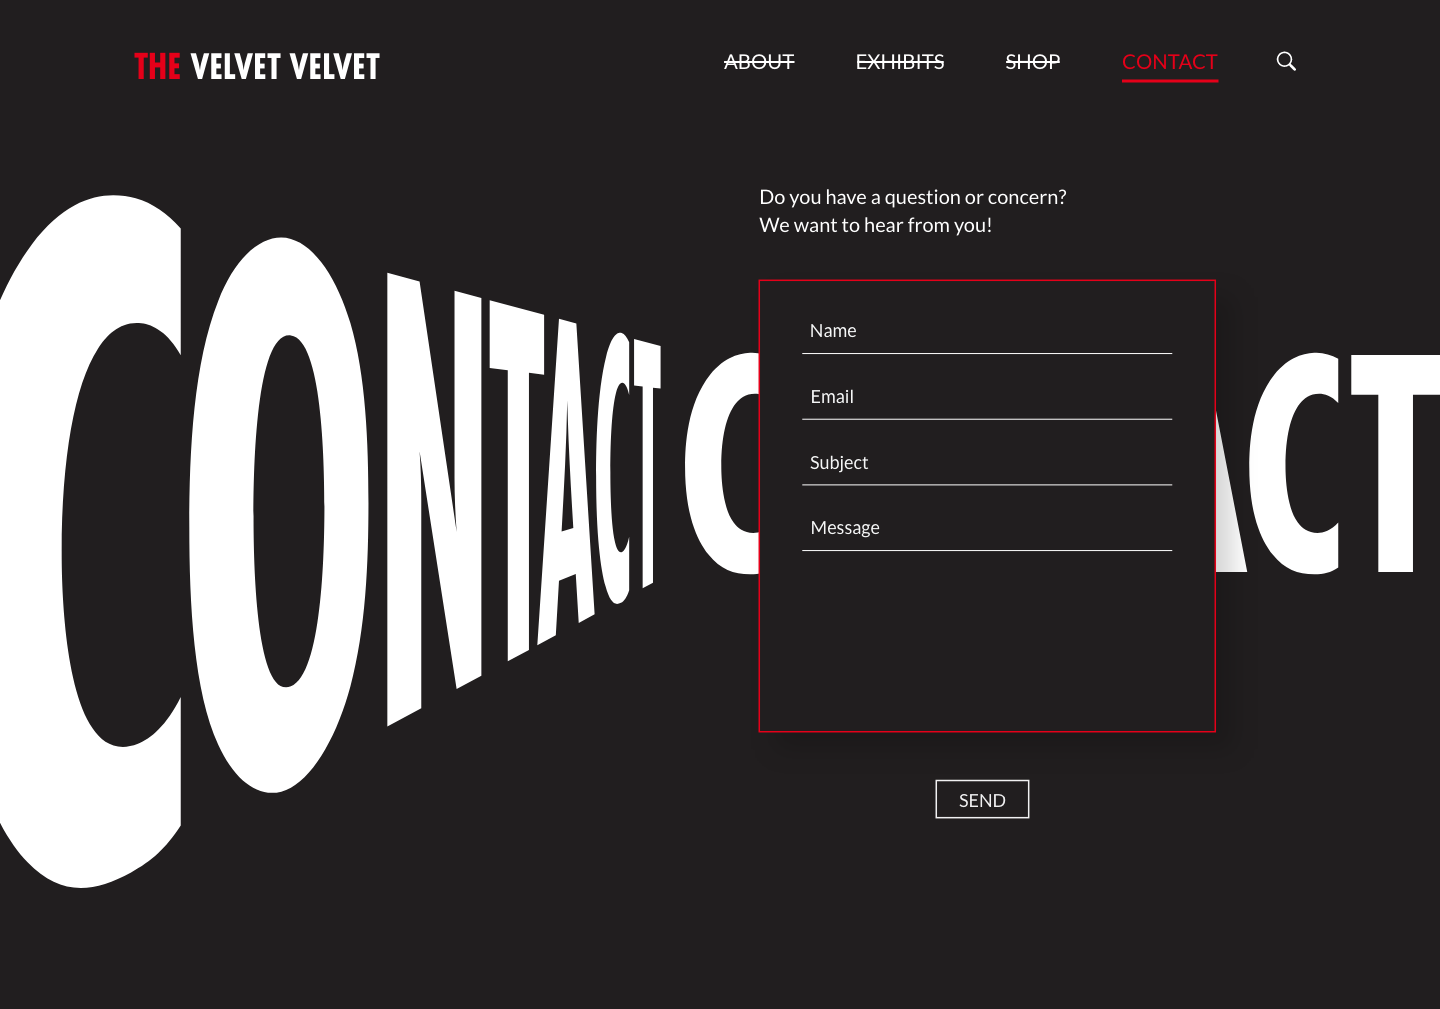 THE VELVET VELVET
ABOUT EXHIBITS SHOP CONTACT
Do you have a question or concern?
We want to hear from you!
CONTACT C ACT
Name
Email
Subject
Message
SEND